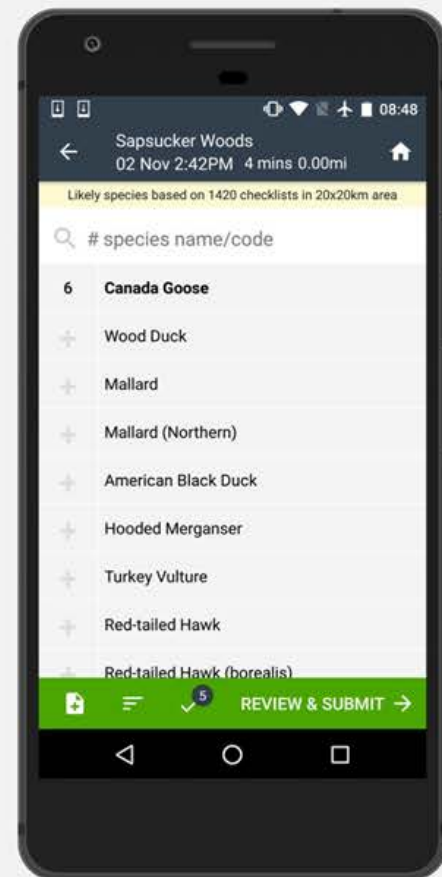 08:48
Sapsucker Woods
02 Nov 2:42PM 4 mins 0.00mi
Likely species based on 1420 checklists in 20x20km area
# species name/code
6 Canada Goose
Wood Duck
Mallard
Mallard (Northern)
American Black Duck
Hooded Merganser
Turkey Vulture
Red-tailed Hawk
Red-tailed Hawk (borealis)
5 REVIEW & SUBMIT